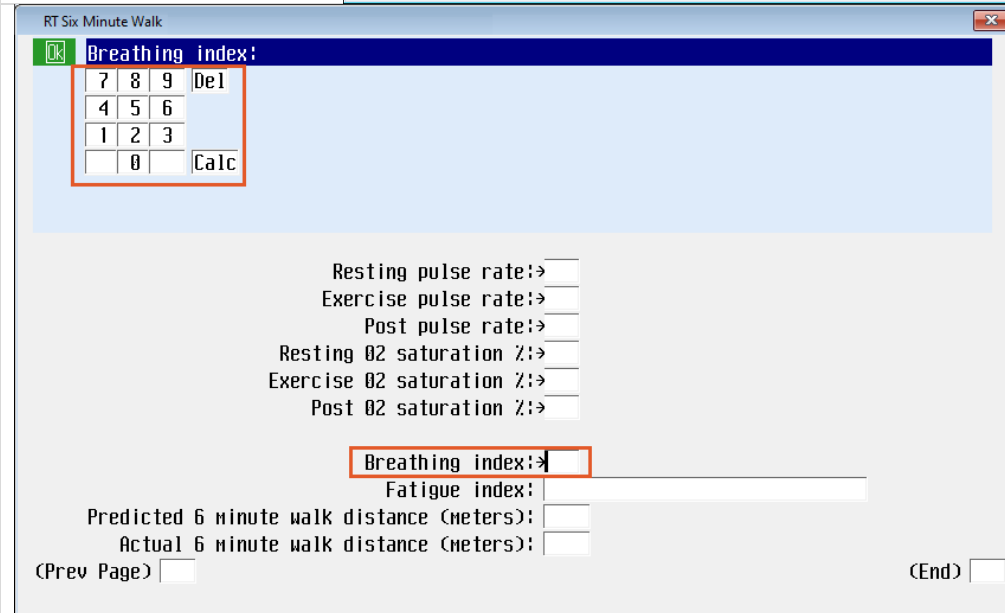 RT Six Minute Walk
Ok Breathing index:
7 8 9 Del
4 5 6
1 2 3
0 Calc
Resting pulse rate:→
Exercise pulse rate:→
Post pulse rate:→
Resting O2 saturation %:→
Exercise O2 saturation %:→
Post O2 saturation %:→
Breathing index:→
Fatigue index:
Predicted 6 minute walk distance (meters):
Actual 6 minute walk distance (meters):
(Prev Page) (End)